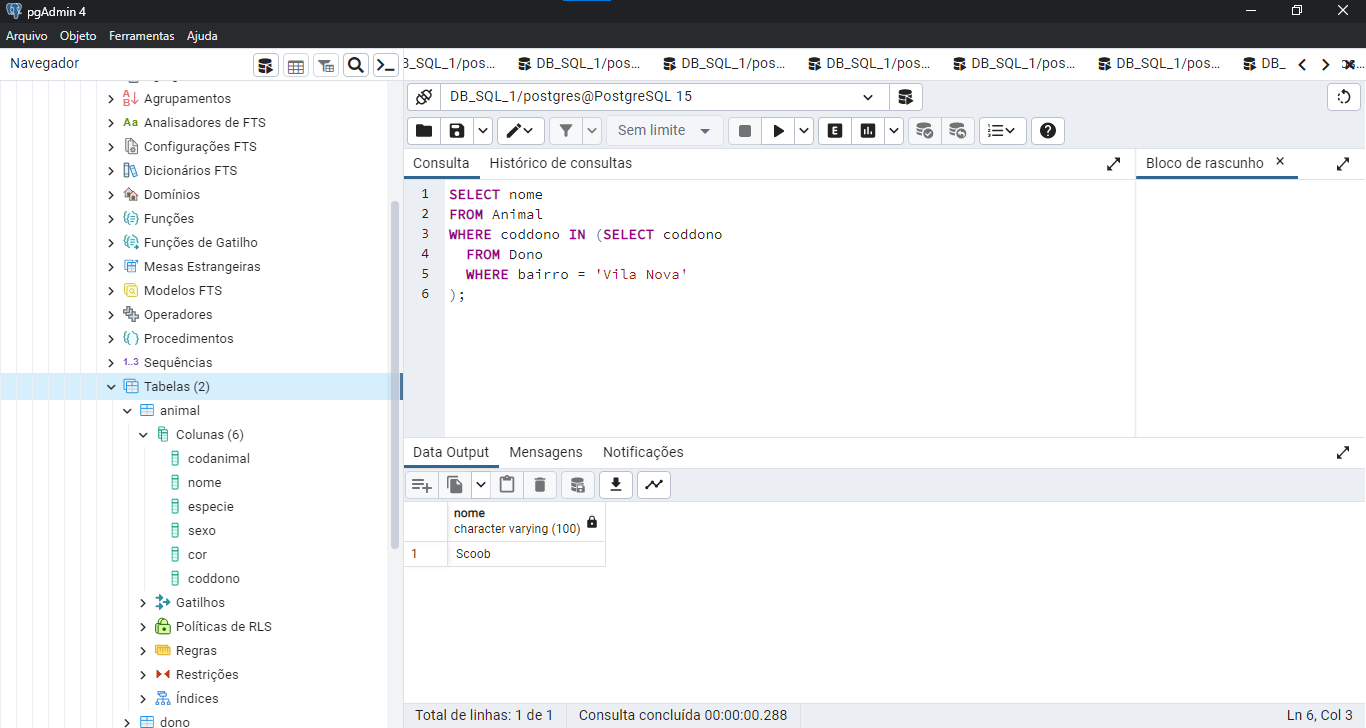 pgAdmin 4
Arquivo Objeto Ferramentas Ajuda
Navegador
B_SQL_1/pos... DB_SQL_1/posta... DB_SQL_1/posta... DB_SQL_1/posta... DB_SQL_1/posta... DB_SQL_1/posta... DB_
DB_SQL_1/postgres@PostgreSQL 15
Sem limite
Consulta Histórico de consultas
Bloco de rascunho
Agrupamentos
Analisadores de FTS
Configurações FTS
Dicionários FTS
Domínios
Funções
Funções de Gatilho
Mesas Estrangeiras
Modelos FTS
Operadores
Procedimentos
1..3 Sequências
Tabelas (2)
animal
Colunas (6)
codanimal
nome
especie
sexo
cor
coddono
Gatilhos
Políticas de RLS
Regras
Restrições
Índices
dono
1 SELECT nome
2 FROM Animal
3 WHERE coddono IN (SELECT coddono
4 FROM Dono
5 WHERE bairro = 'Vila Nova'
6 );
Data Output Mensagens Notificações
nome
character varying (100)
1 Scoob
Total de linhas: 1 de 1 Consulta concluída 00:00:00.288
Ln 6, Col 3